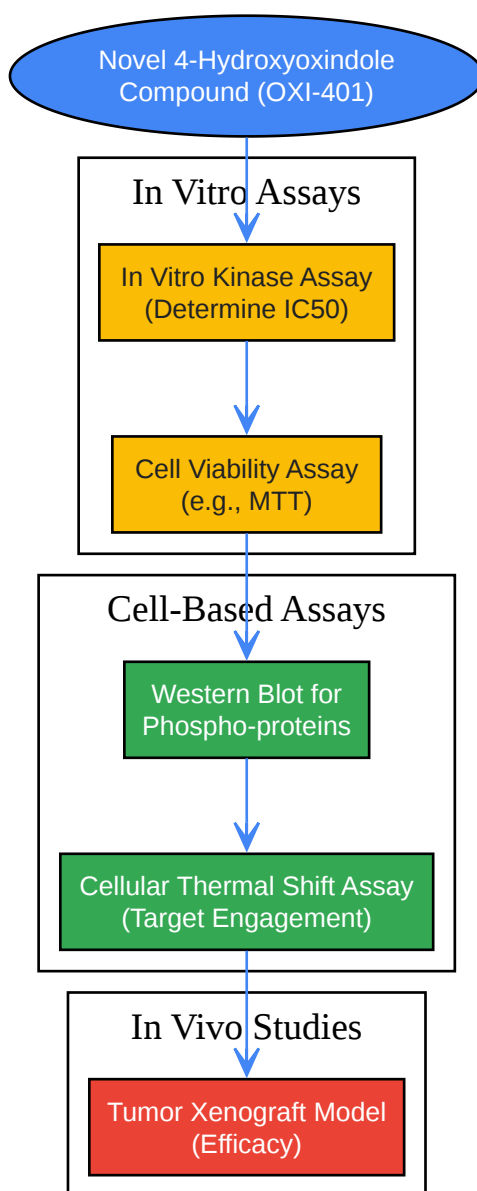 Novel 4-Hydroxyoxindole
Compound (OXI-401)
In Vitro Assays
In Vitro Kinase Assay
(Determine IC50)
Cell Viability Assay
(e.g., MTT)
Cell-Based Assays
Western Blot for
Phospho-proteins
Cellular Thermal Shift Assay
(Target Engagement)
In Vivo Studies
Tumor Xenograft Model
(Efficacy)